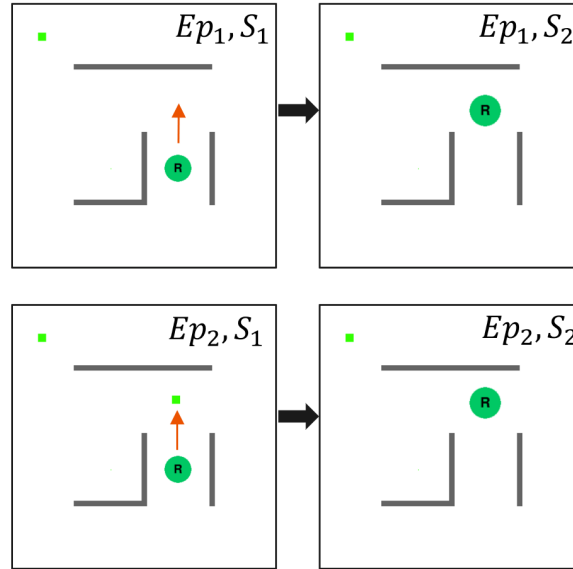 Ep₁, S₁
R
Ep₁, S₂
R
Ep₂, S₁
R
Ep₂, S₂
R